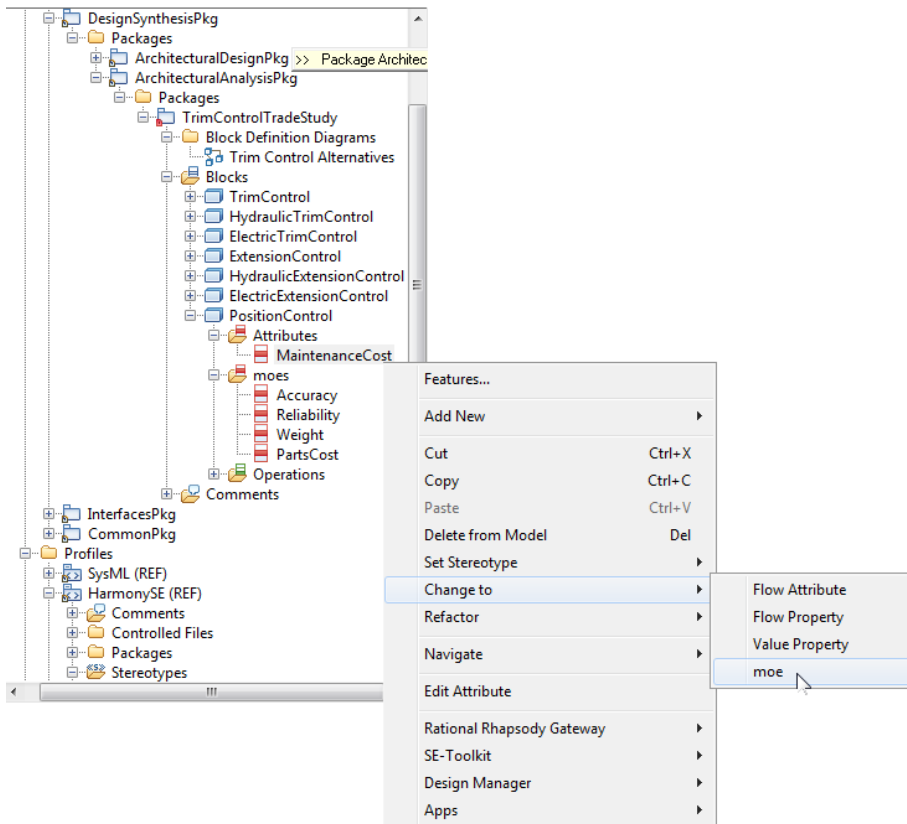 DesignSynthesisPkg
Packages
ArchitecturalDesignPkg >> Package Architec
ArchitecturalAnalysisPkg
Packages
TrimControlTradeStudy
Block Definition Diagrams
Trim Control Alternatives
Blocks
TrimControl
HydraulicTrimControl
ElectricTrimControl
ExtensionControl
HydraulicExtensionControl
ElectricExtensionControl
PositionControl
Attributes
MaintenanceCost
moes
Accuracy
Reliability
Weight
PartsCost
Operations
Comments
InterfacesPkg
CommonPkg
Profiles
SysML (REF)
HarmonySE (REF)
Comments
Controlled Files
Packages
Stereotypes
Features...
Add New
Cut Ctrl+X
Copy Ctrl+C
Paste Ctrl+V
Delete from Model Del
Set Stereotype
Change to
Refactor
Navigate
Edit Attribute
Rational Rhapsody Gateway
SE-Toolkit
Design Manager
Apps
Flow Attribute
Flow Property
Value Property
moe